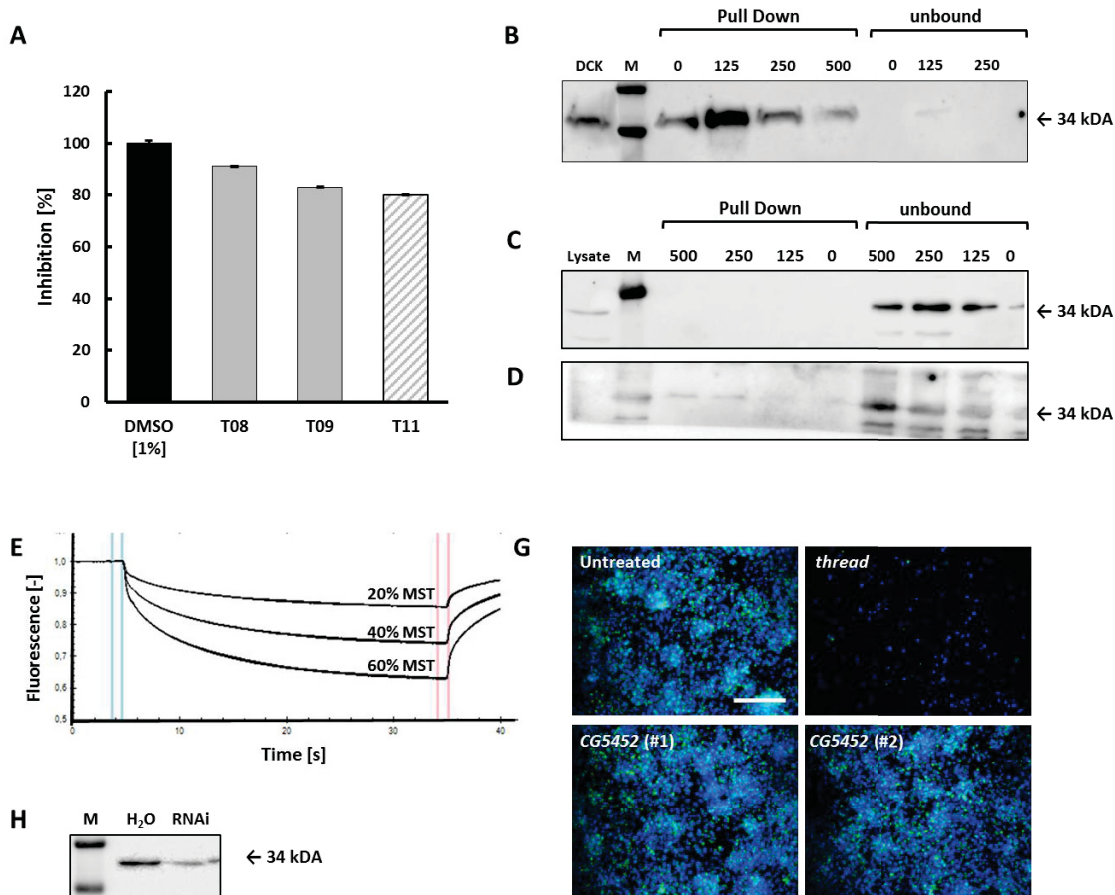 A
Inhibition [%]
120
100
80
60
40
20
0
DMSO
[1%]
T08
T09
T11
B
Pull Down
unbound
DCK M 0 125 250 500 0 125 250
← 34 kDA
C
Pull Down
unbound
Lysate M 500 250 125 0 500 250 125 0
← 34 kDA
D
← 34 kDA
E
Fluorescence [-]
1,0
0,9
0,8
0,7
0,6
0,5
20% MST
40% MST
60% MST
0 10 20 30 40
Time [s]
G
Untreated
thread
CG5452 (#1)
CG5452 (#2)
H
M H₂O RNAi
← 34 kDA